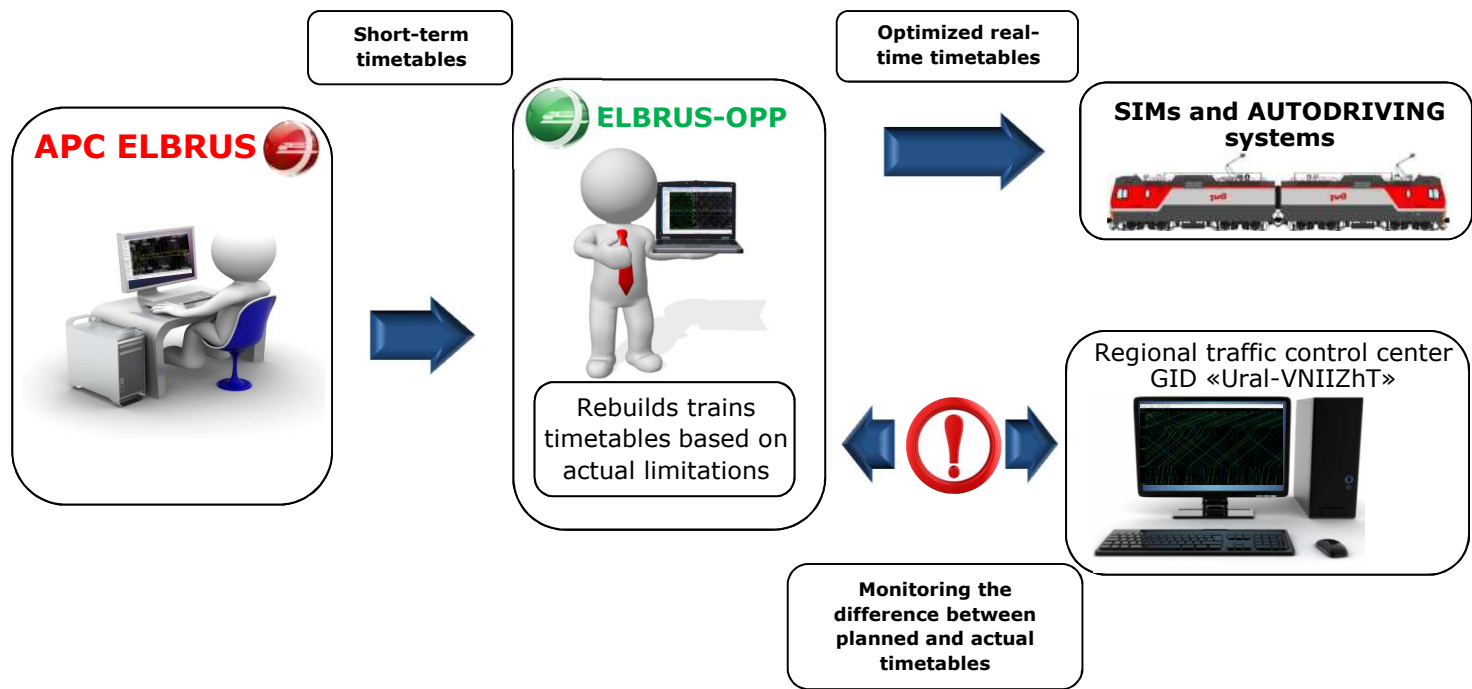 Short-term
timetables
Optimized real-
time timetables
APC ELBRUS
ELBRUS-OPP
SIMs and AUTODRIVING
systems
Rebuilds trains
timetables based on
actual limitations
Regional traffic control center
GID «Ural-VNIIZhT»
Monitoring the
difference between
planned and actual
timetables